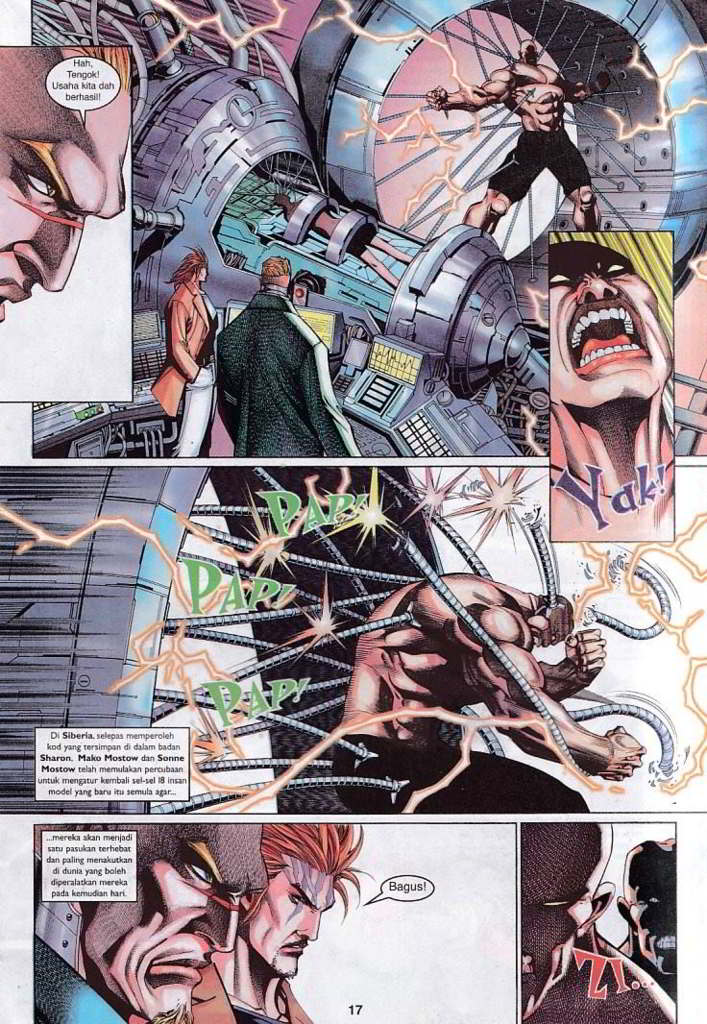 Hah,
Tengok!
Usaha kita dah
berhasil!
Yak!
PAP!
PAP!
PAP!
Di Siberia, selepas memperoleh
kod yang tersimpan di dalam badan
Sharon, Mako Mostow dan Sonne
Mostow telah memulakan percubaan
untuk mengatur kembali sel-sel 18 insan
model yang baru itu semula agar...
...mereka akan menjadi
satu pasukan terhebat
dan paling menakutkan
di dunia yang boleh
diperalatkan mereka
pada kemudian hari.
Bagus!
ZI...
17